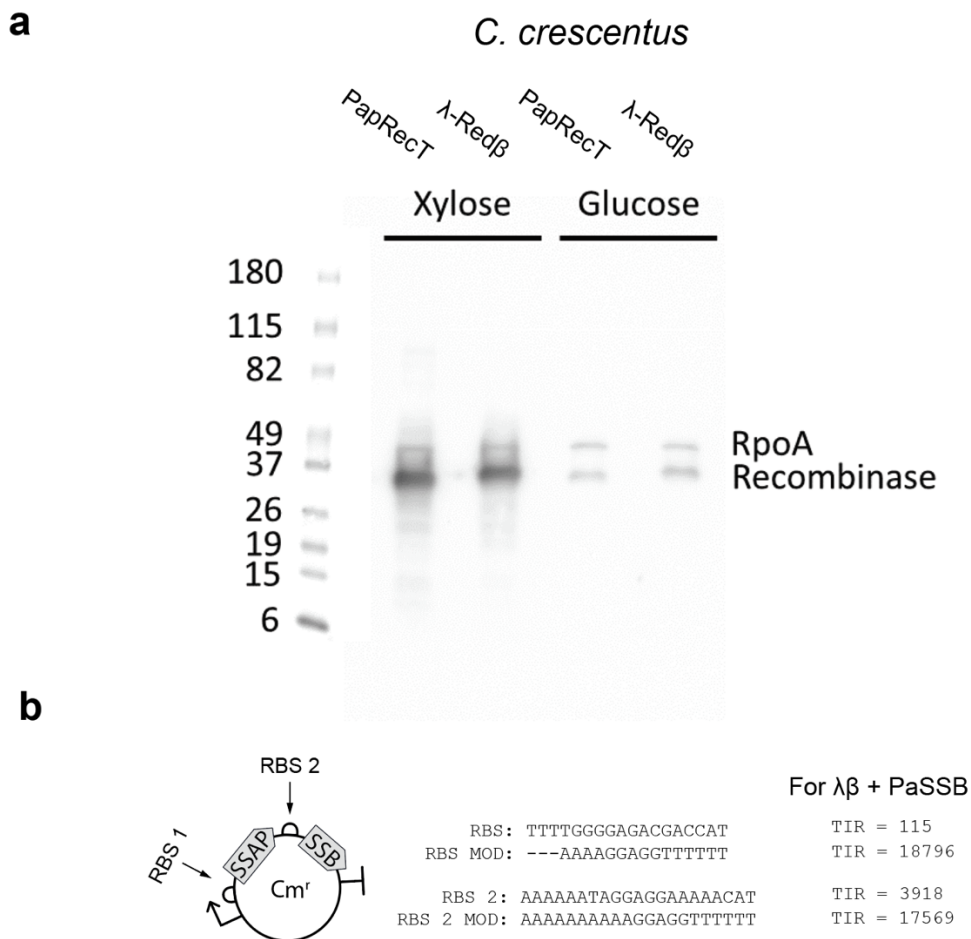 a
C. crescentus
PapRecT λ-Redβ PapRecT λ-Redβ
Xylose Glucose
180
115
82
49 RpoA
37 Recombinase
26
19
15
6
b
RBS 2
RBS 1
SSAP SSB
Cmʳ
For λβ + PaSSB
RBS: TTTTGGGGAGACGACCAT TIR = 115
RBS MOD: ---AAAAGGAGGTTTTTT TIR = 18796
RBS 2: AAAAAATAGGAGGAAAAACAT TIR = 3918
RBS 2 MOD: AAAAAAAAAAGGAGGTTTTTT TIR = 17569